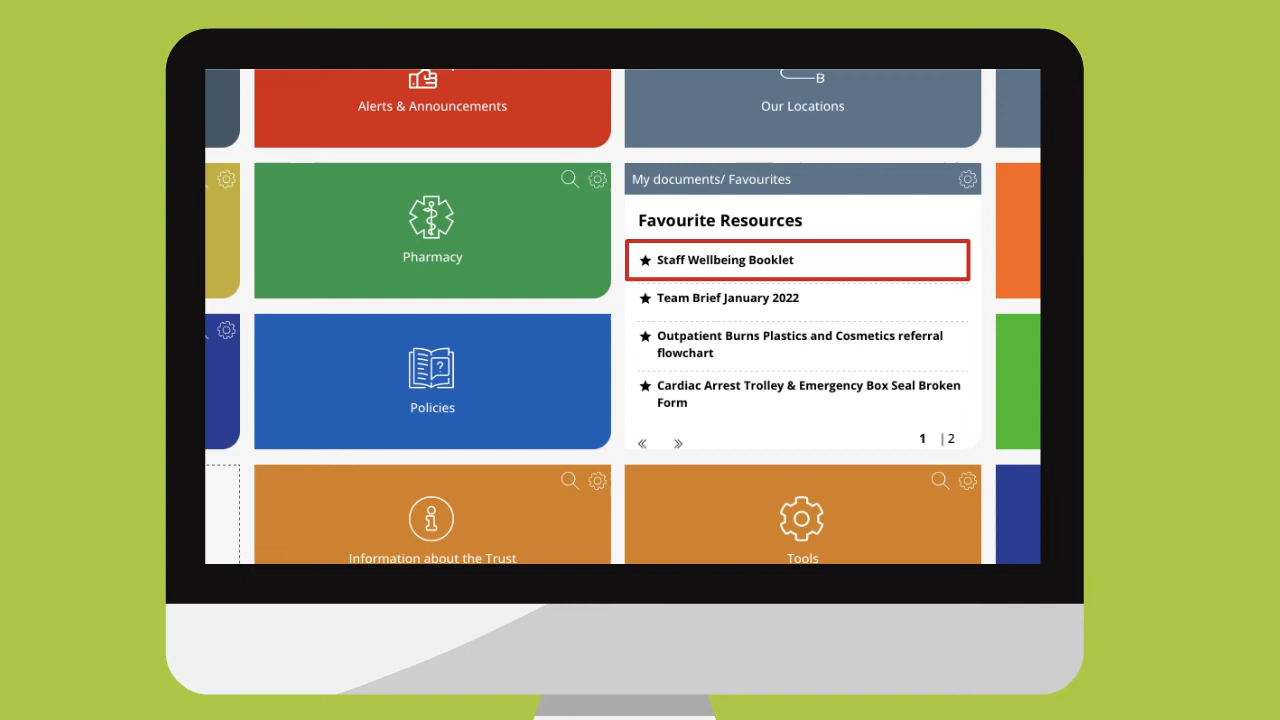 B
Alerts & Announcements
Our Locations
My documents/ Favourites
Pharmacy
Favourite Resources
Staff Wellbeing Booklet
Team Brief January 2022
Outpatient Burns Plastics and Cosmetics referral
flowchart
Cardiac Arrest Trolley & Emergency Box Seal Broken
Form
Policies
1 | 2
Information about the Trust
Tools